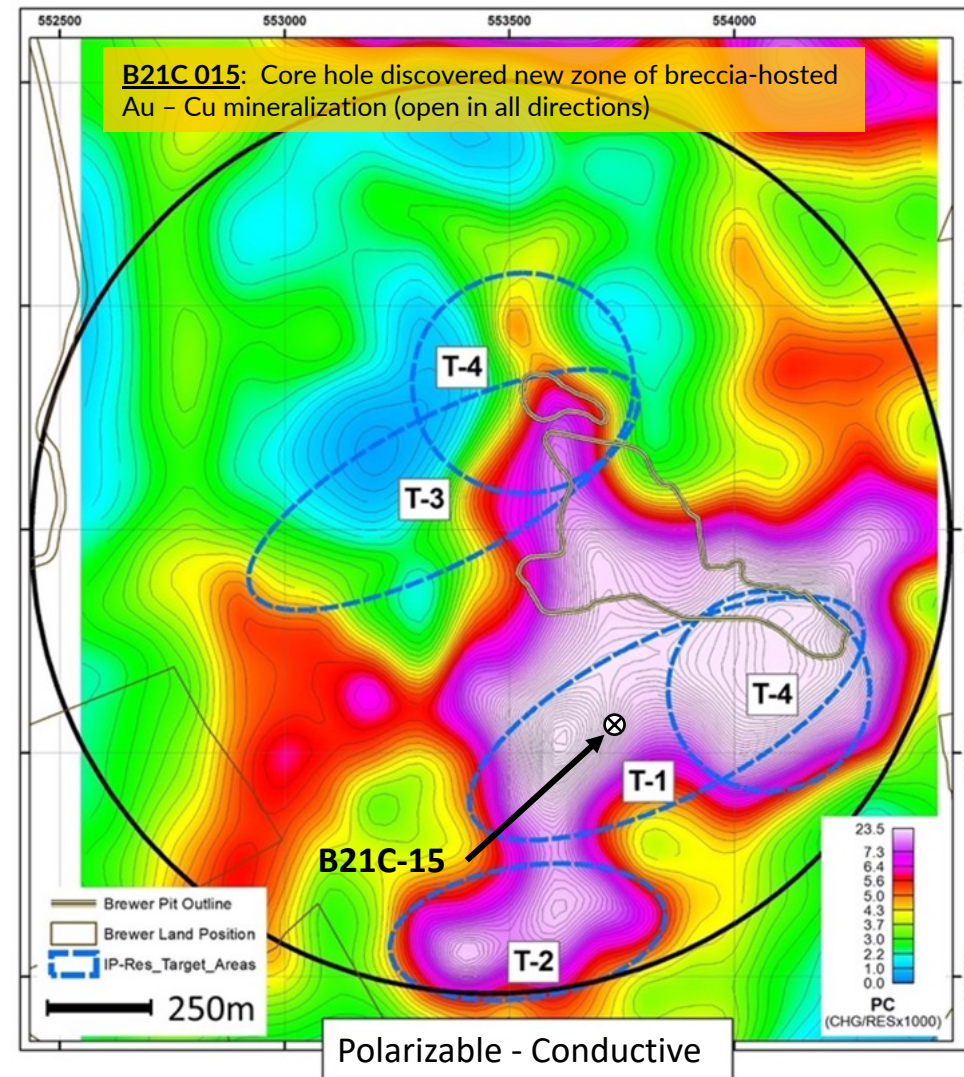 552500 553000 553500 554000
B21C 015: Core hole discovered new zone of breccia-hosted
Au – Cu mineralization (open in all directions)
T-4
T-3
T-4
T-1
B21C-15
T-2
Brewer Pit Outline
Brewer Land Position
IP-Res_Target_Areas
250m
23.5
7.3
6.4
5.6
5.0
4.3
3.7
3.0
2.2
1.0
0.0
PC
(CHG/RESx1000)
Polarizable - Conductive